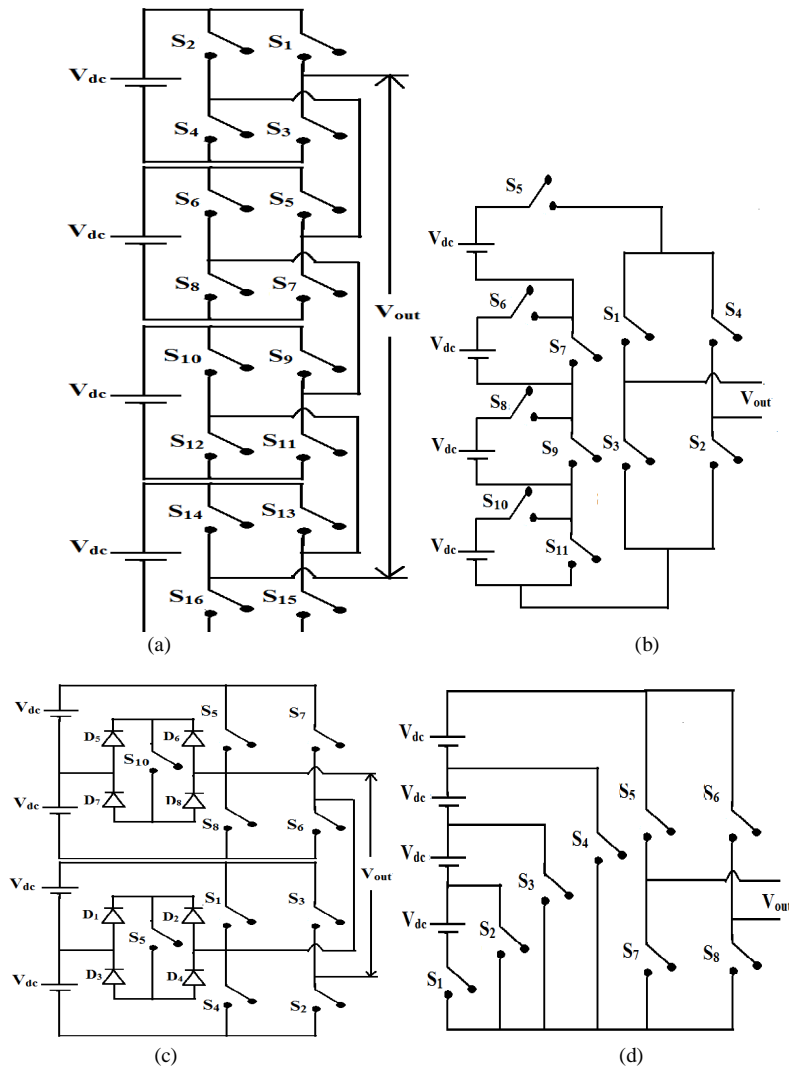 S2 S1
Vdc
S4 S3
S6 S5
Vdc
S8 S7
Vout
S10 S9
Vdc
S12 S11
S14 S13
Vdc
S16 S15
(a)
S5
Vdc
S6 S1 S4
Vdc S7
Vout
S8
Vdc S9 S3 S2
S10
Vdc S11
(b)
Vdc S5 S7
D5 D6
S10
Vdc D7 D8 S8 S6
Vout
Vdc S1 S3
D1 D2
S5
Vdc D3 D4 S4 S2
(c)
Vdc
Vdc S5 S6
S4
Vdc S3
Vdc S2 Vout
S1 S7 S8
(d)